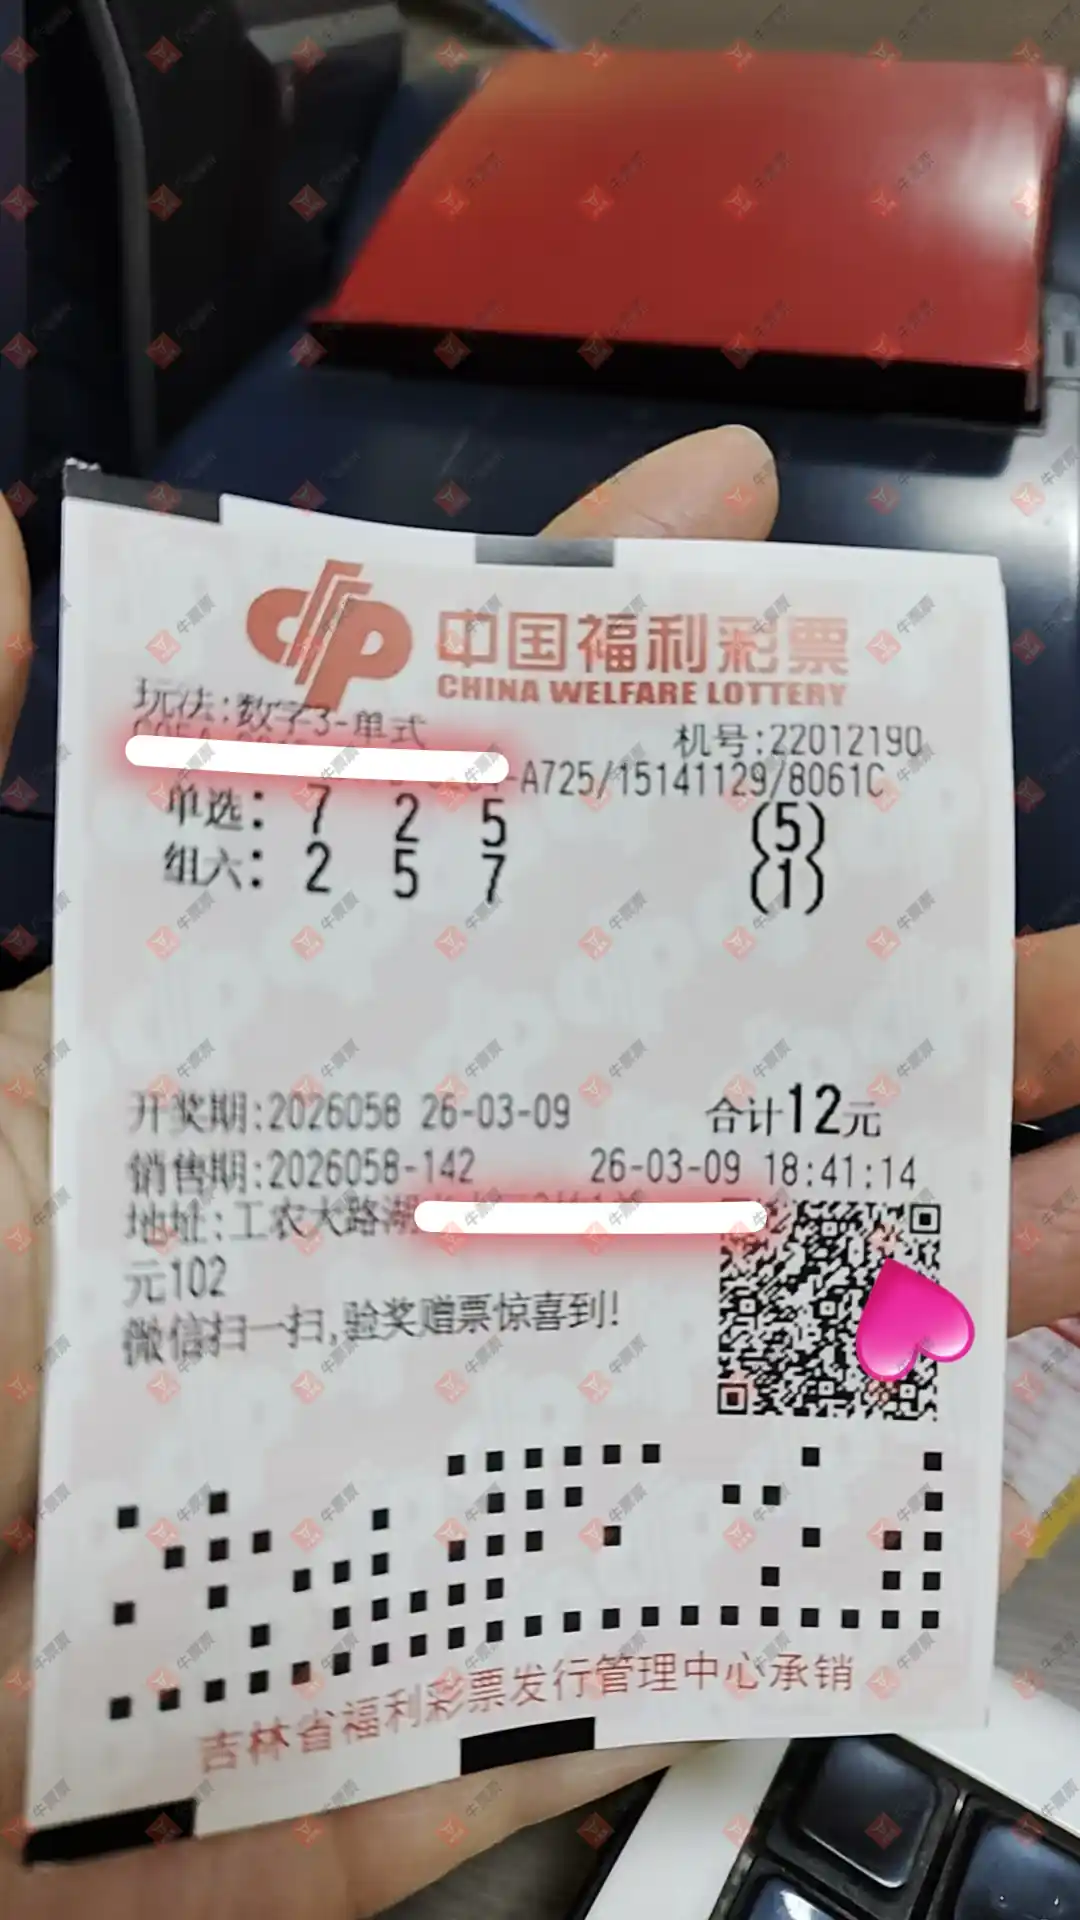 中国福利彩票
CHINA WELFARE LOTTERY
玩法:数字3-单式
机号:22012190
-A725/15141129/8061C
单选: 7 2 5 (5)
组六: 2 5 7 (1)
开奖期:2026058 26-03-09 合计12元
销售期:2026058-142 26-03-09 18:41:14
地址:工农大路湖
元102
微信扫一扫,验奖赠票惊喜到!
吉林省福利彩票发行管理中心承销
牛票票